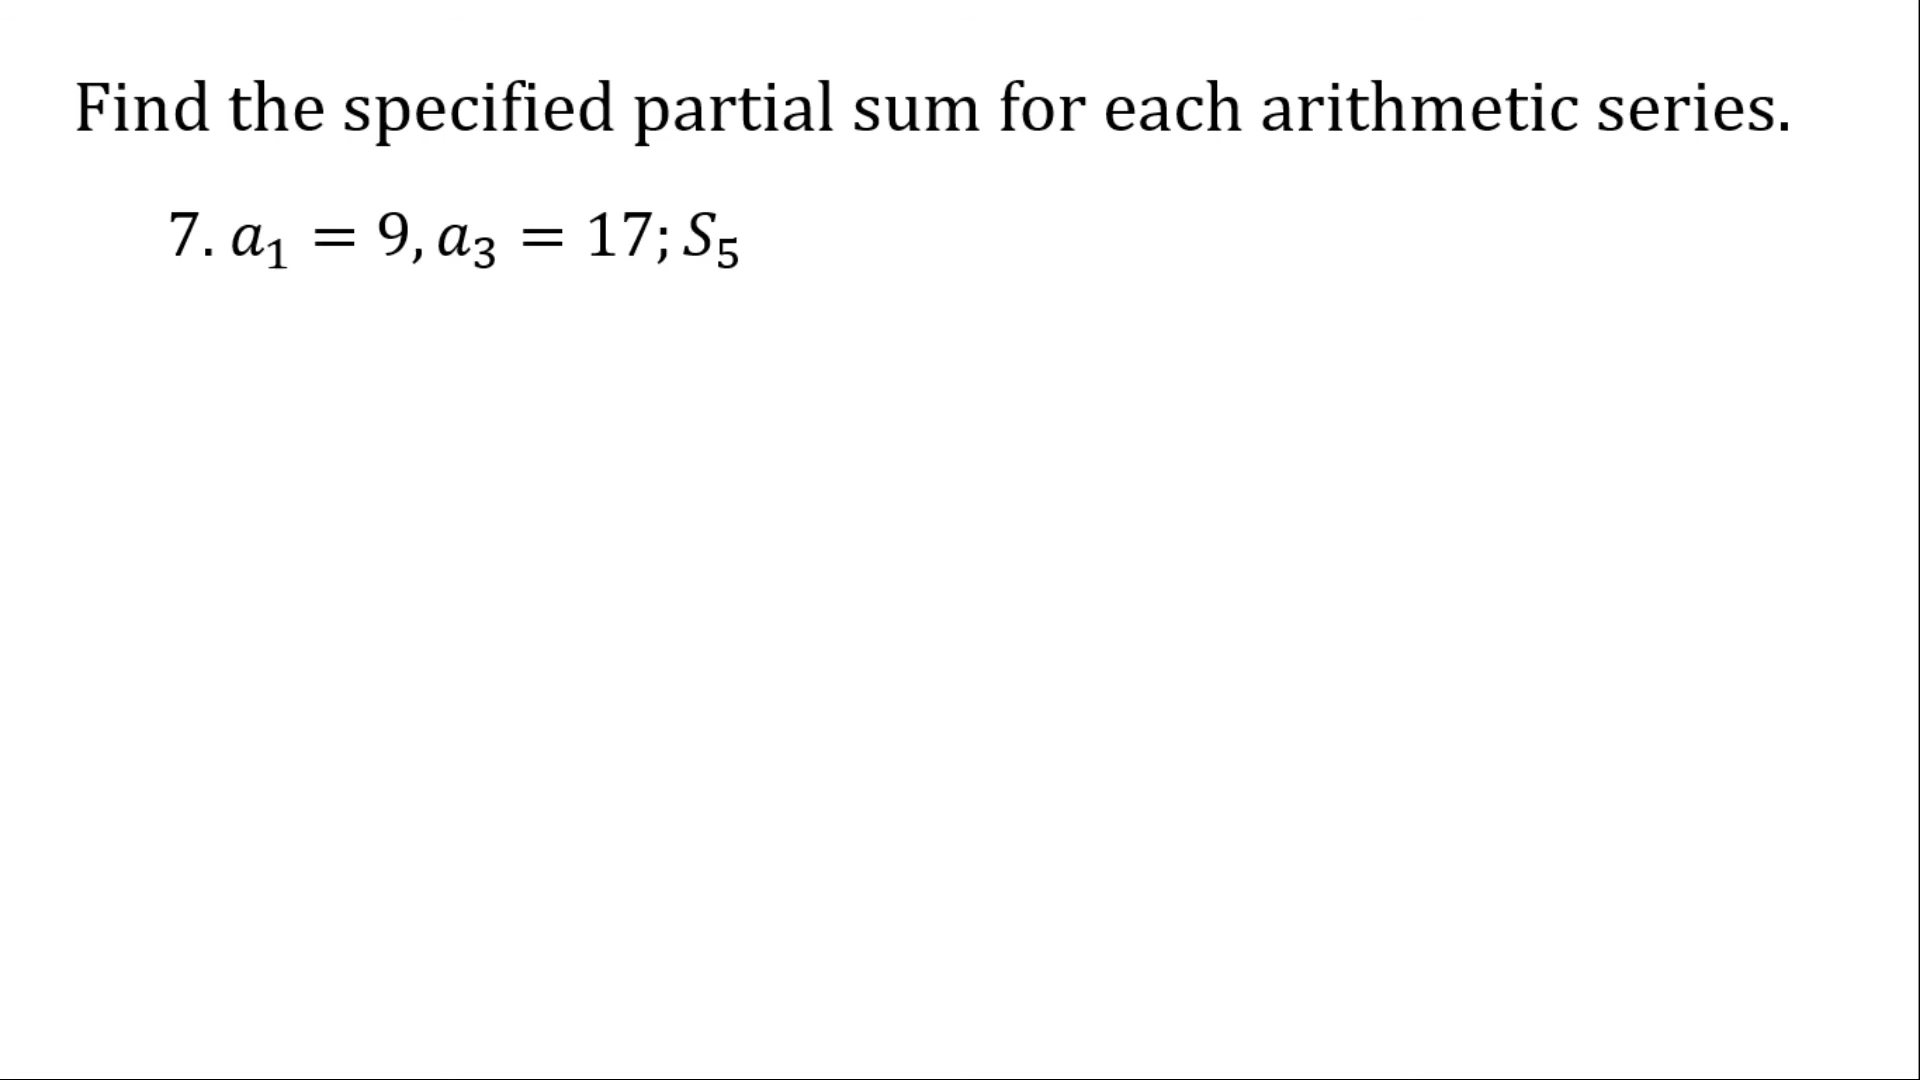 Find the specified partial sum for each arithmetic series.
7. a₁ = 9, a₃ = 17; S₅